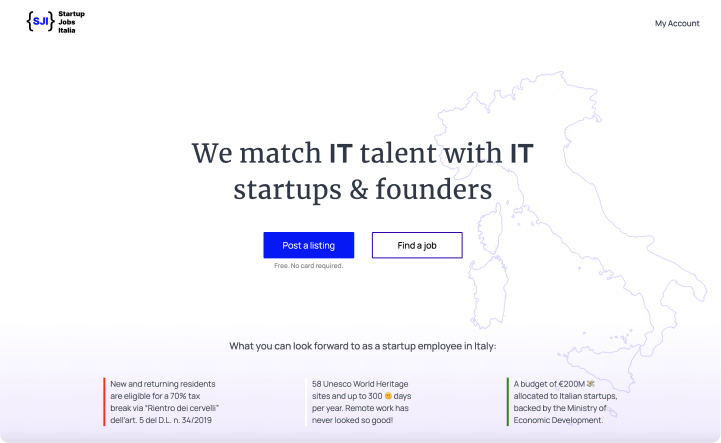 {SJI} Startup
Jobs
Italia
My Account
We match IT talent with IT
startups & founders
Post a listing
Find a job
Free. No card required.
What you can look forward to as a startup employee in Italy:
New and returning residents
are eligible for a 70% tax
break via "Rientro dei cervelli"
dell'art. 5 del D.L. n. 34/2019
58 Unesco World Heritage
sites and up to 300 🌞 days
per year. Remote work has
never looked so good!
A budget of €200M 💸
allocated to Italian startups,
backed by the Ministry of
Economic Development.